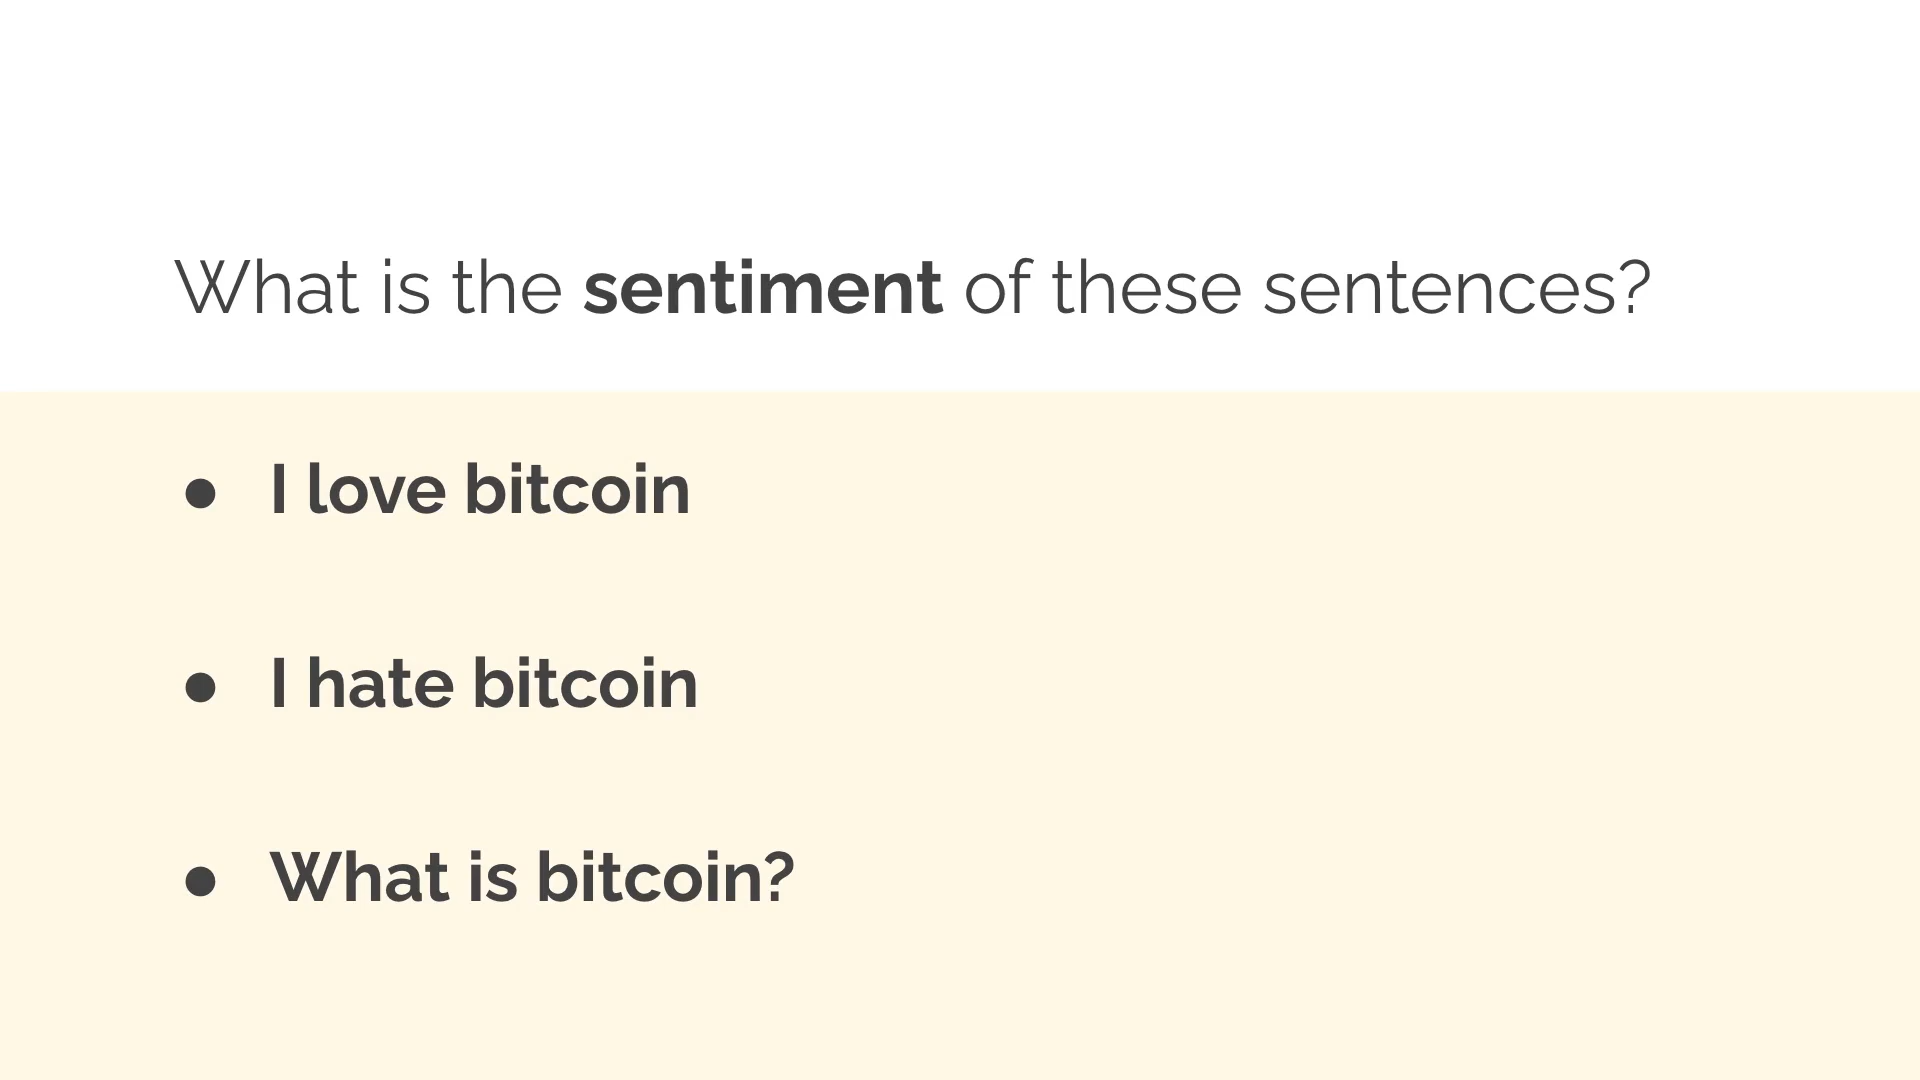 What is the sentiment of these sentences?
● I love bitcoin
● I hate bitcoin
● What is bitcoin?